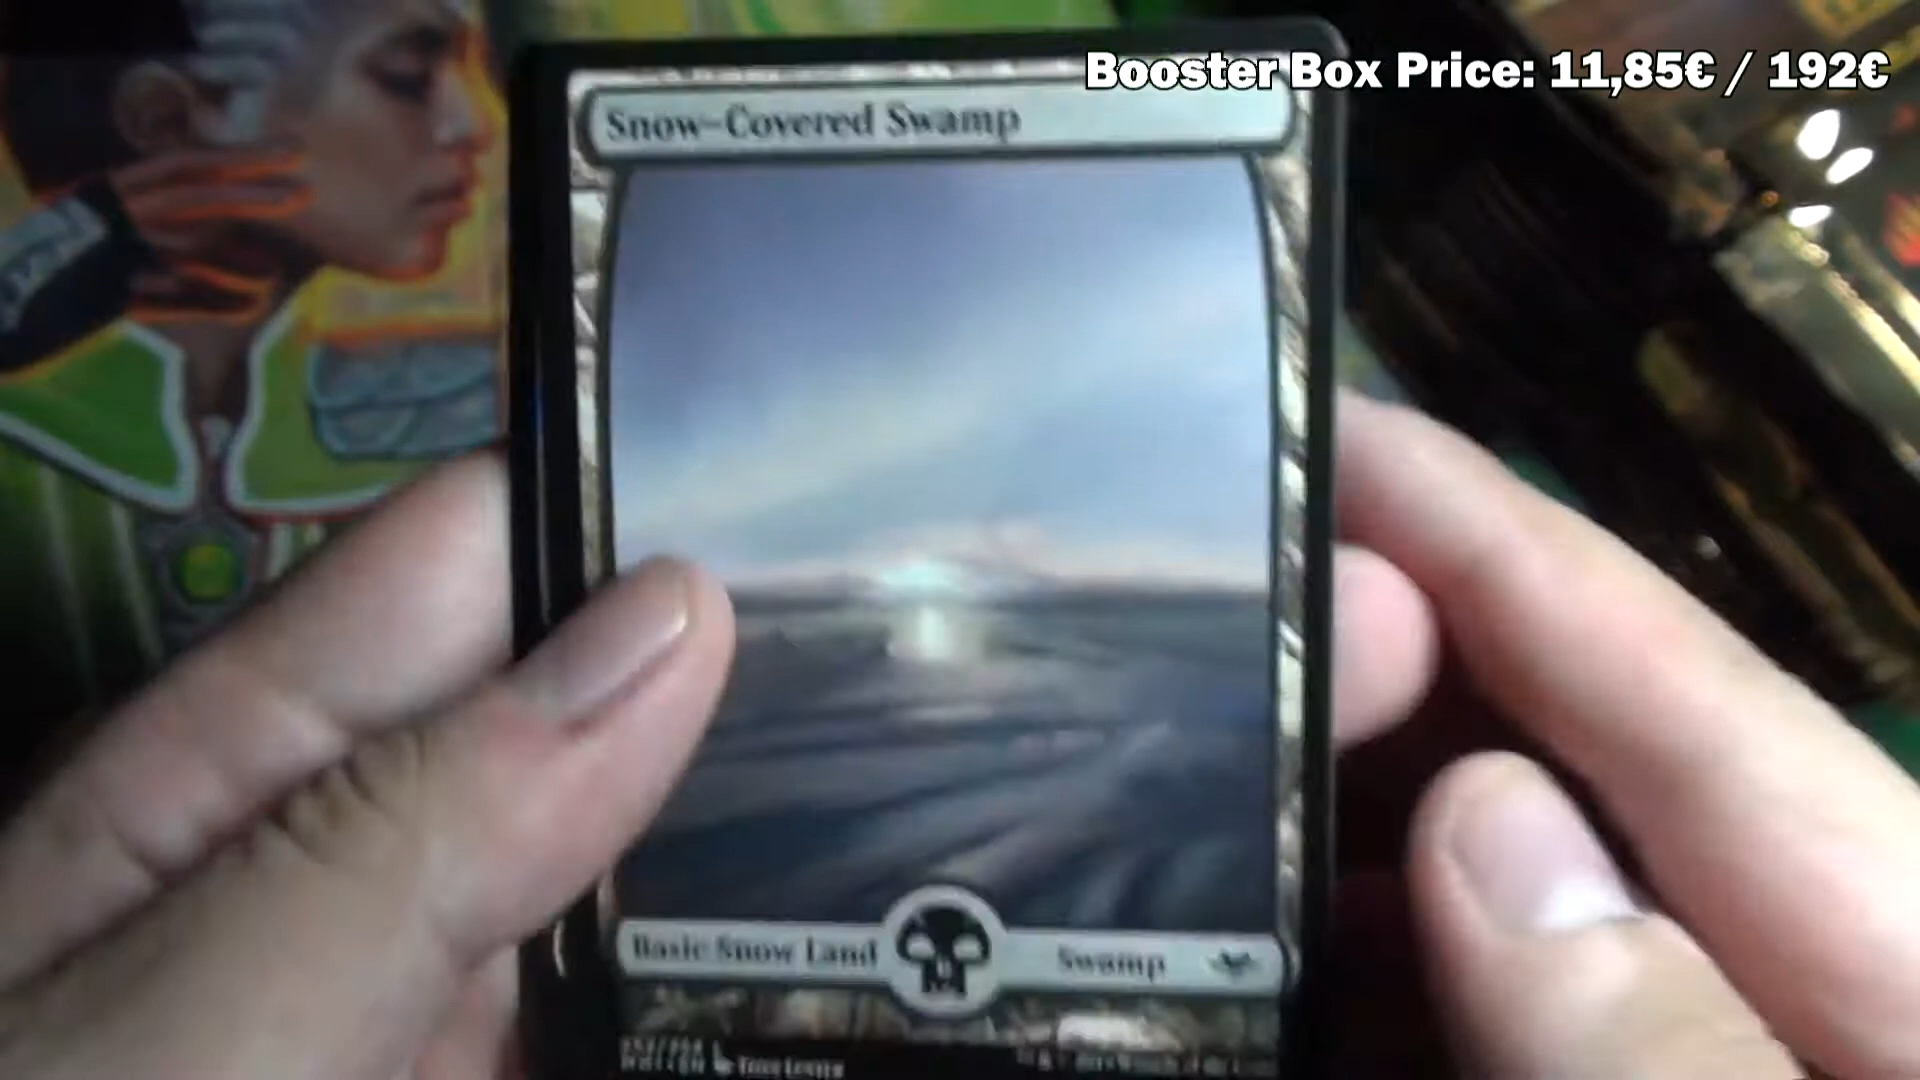 Booster Box Price: 11,85€ / 192€
Snow-Covered Swamp
Basic Snow Land
Swamp